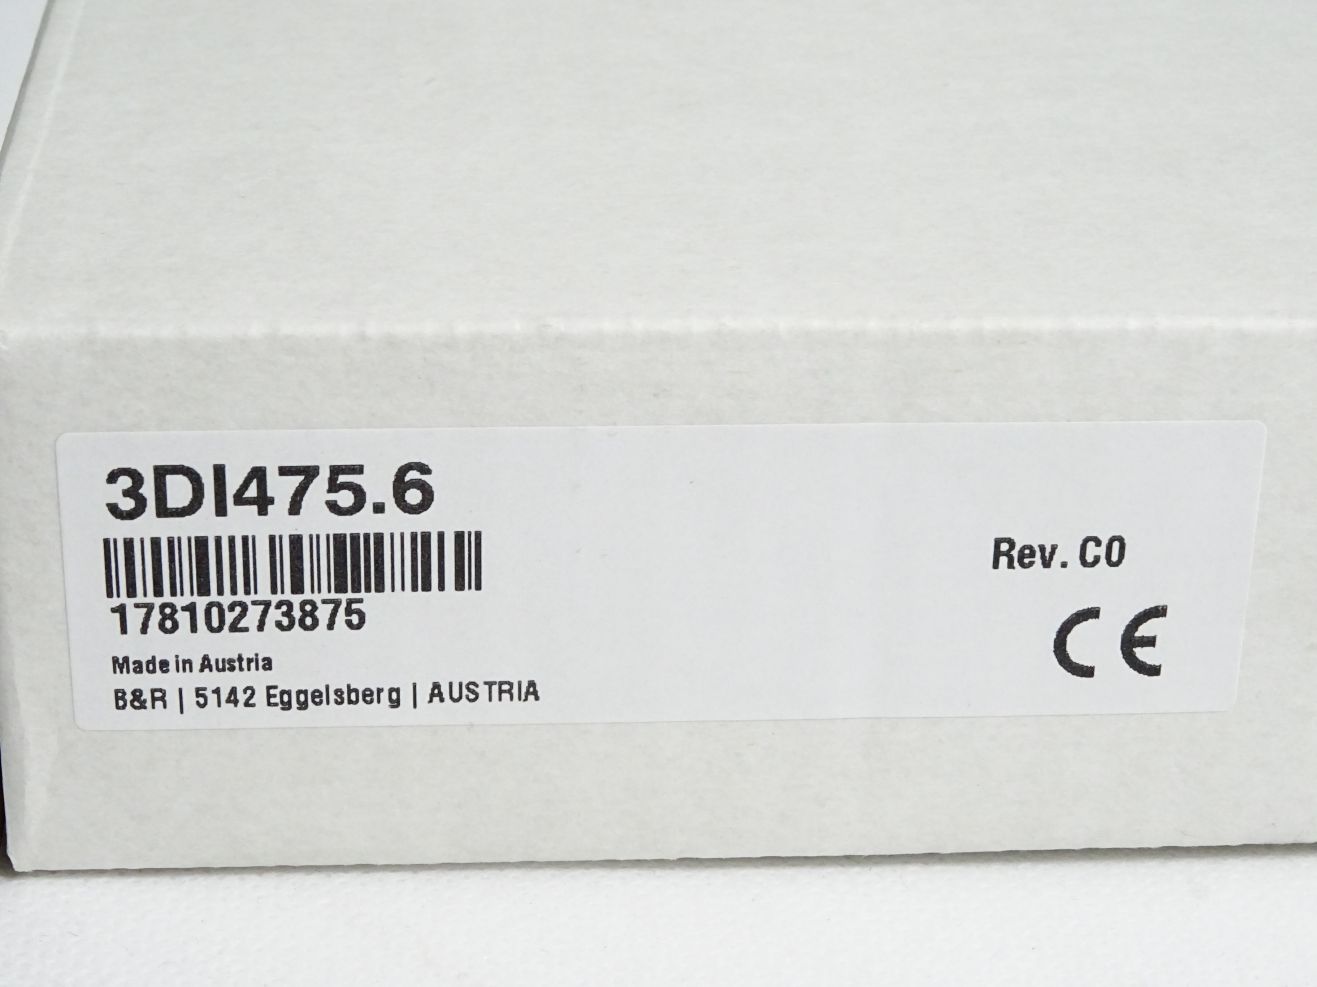 3DI475.6
17810273875
Made in Austria
B&R | 5142 Eggelsberg | AUSTRIA
Rev. C0
CE